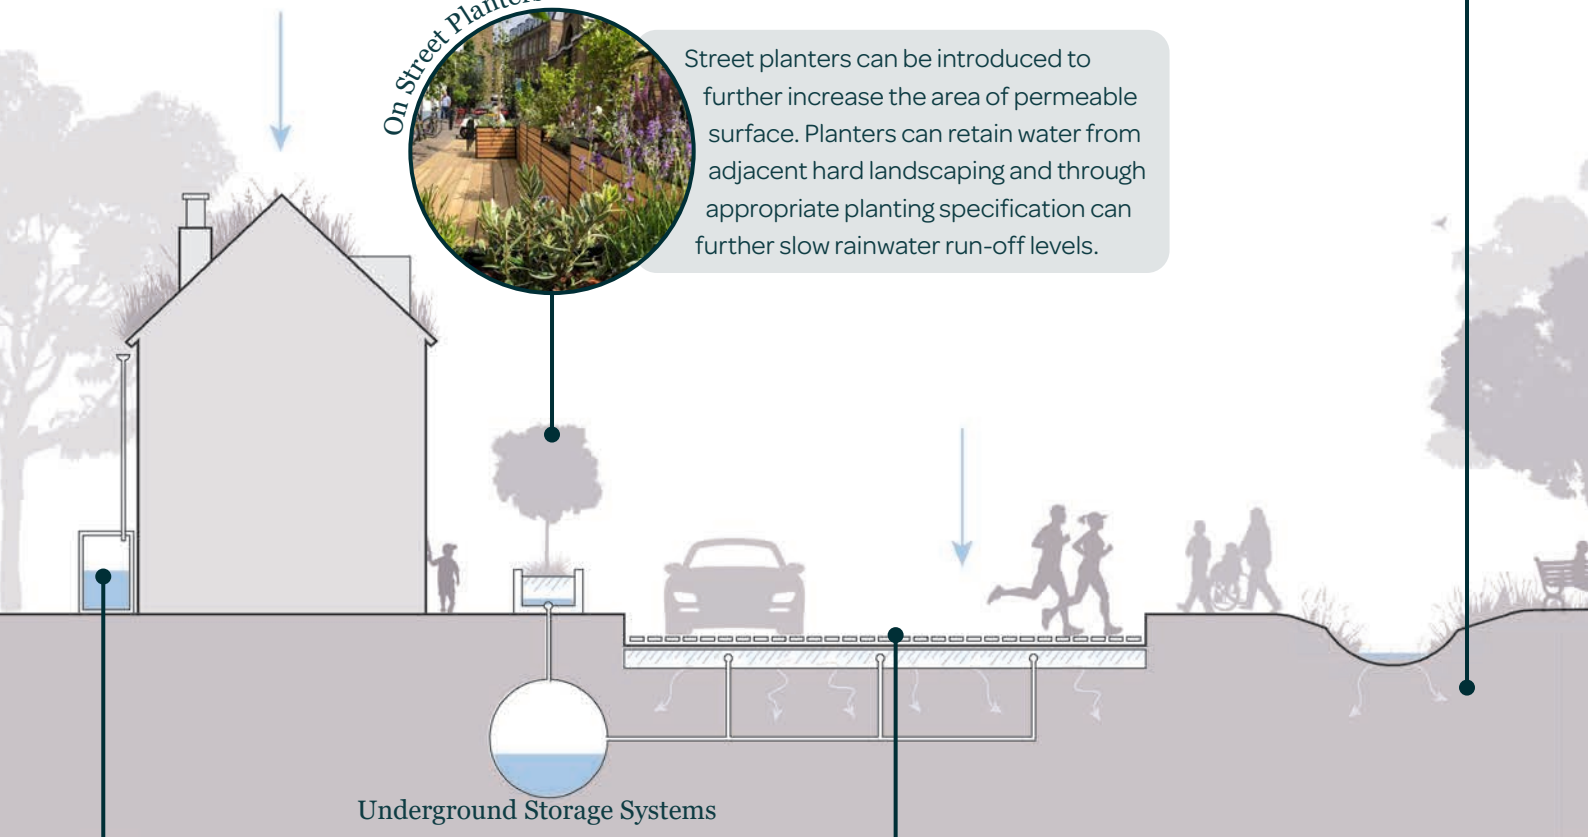 On Street Planters
Street planters can be introduced to
further increase the area of permeable
surface. Planters can retain water from
adjacent hard landscaping and through
appropriate planting specification can
further slow rainwater run-off levels.
Underground Storage Systems